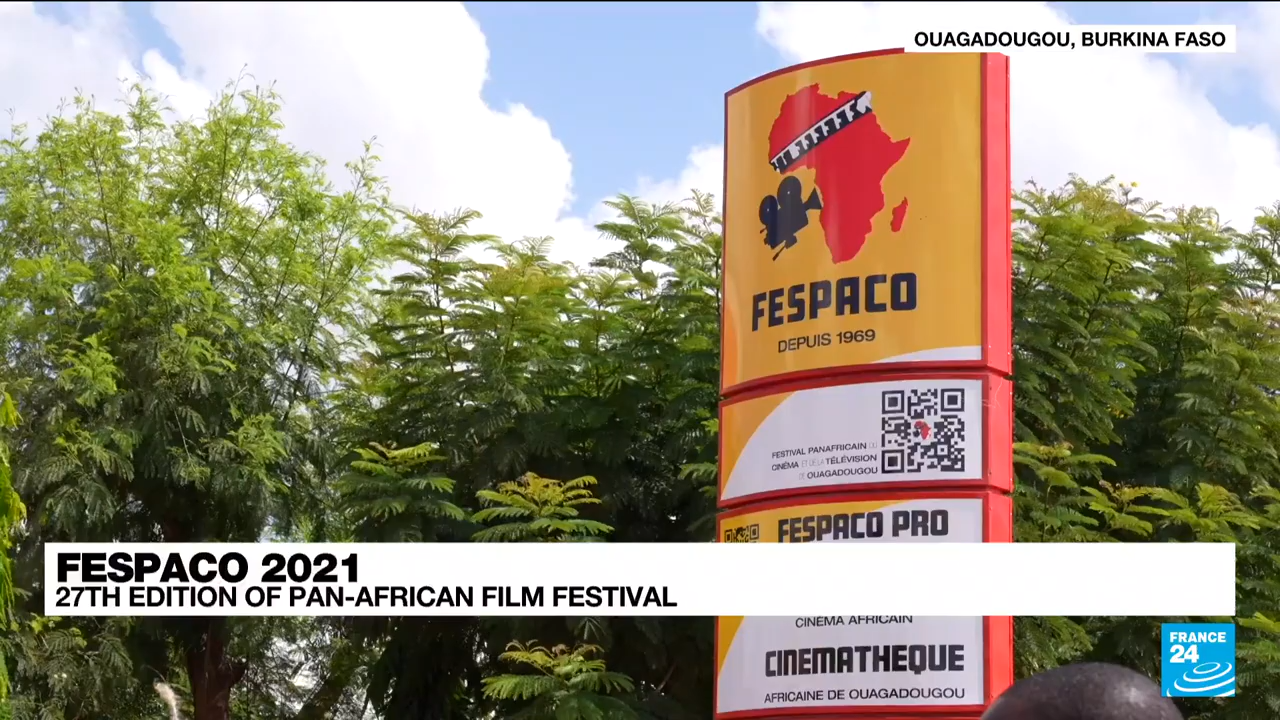 OUAGADOUGOU, BURKINA FASO
FESPACO
DEPUIS 1969
FESTIVAL PANAFRICAIN DU
CINÉMA ET DE LA TÉLÉVISION
DE OUAGADOUGOU
FESPACO PRO
FESPACO 2021
27TH EDITION OF PAN-AFRICAN FILM FESTIVAL
CINÉMA AFRICAIN
CINEMATHEQUE
AFRICAINE DE OUAGADOUGOU
FRANCE
24